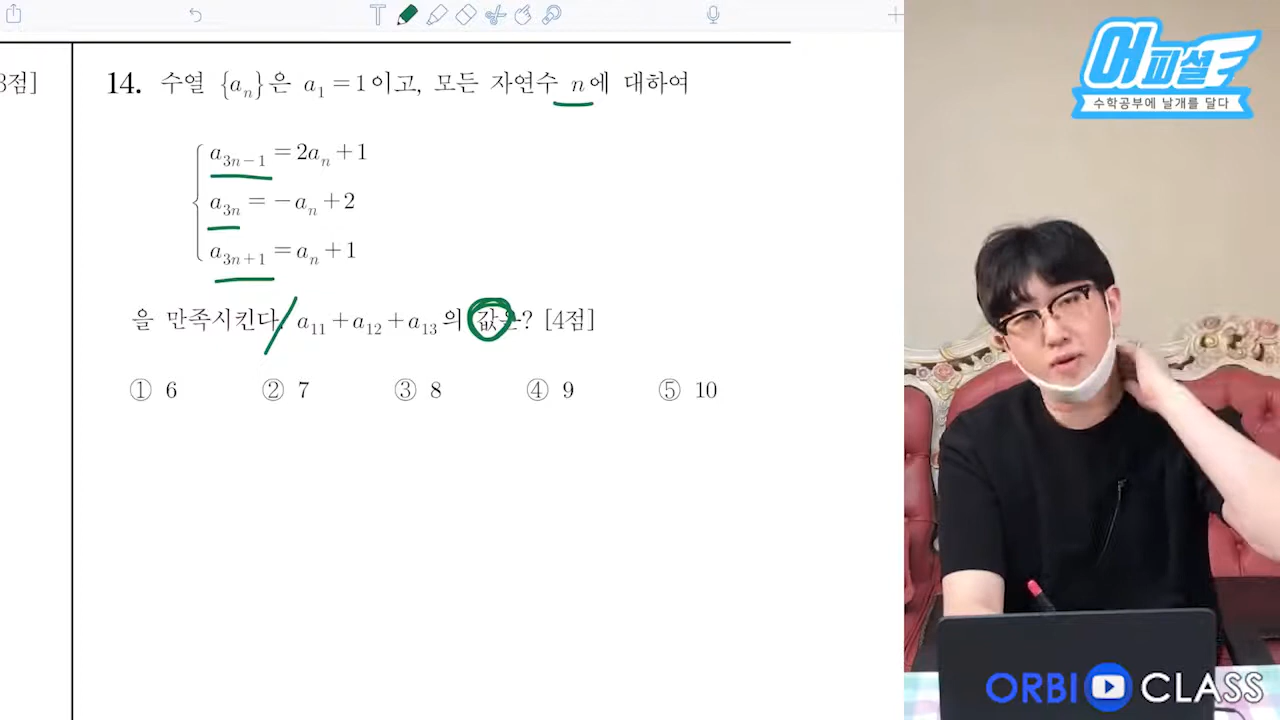 3점]
14. 수열 {aₙ}은 a₁=1이고, 모든 자연수 n에 대하여
a₃ₙ₋₁ = 2aₙ+1
a₃ₙ = −aₙ+2
a₃ₙ₊₁ = aₙ+1
을 만족시킨다. a₁₁+a₁₂+a₁₃의 값은? [4점]
① 6 ② 7 ③ 8 ④ 9 ⑤ 10
어피셜
수학공부에 날개를 달다
ORBI CLASS